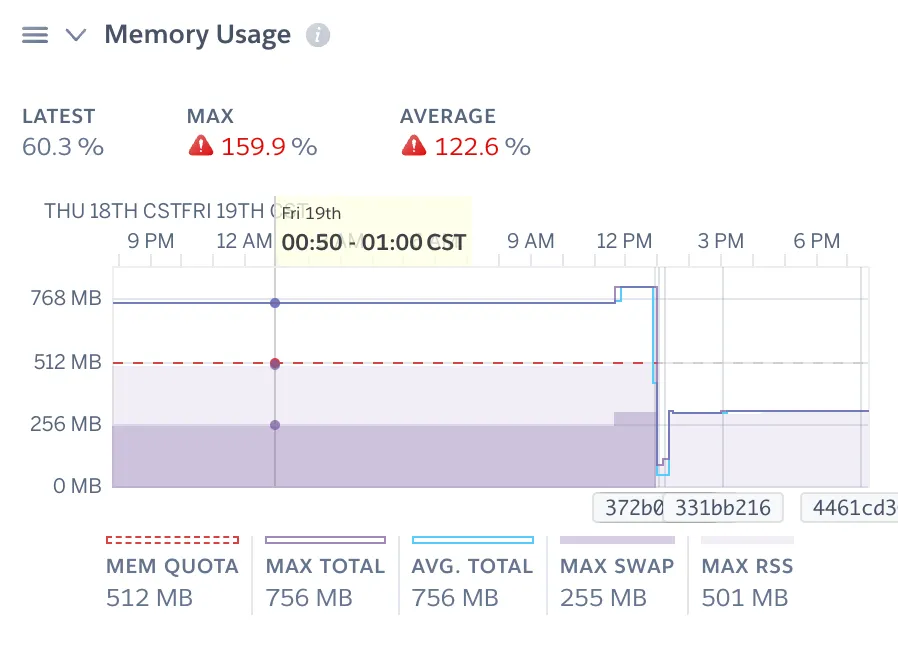 Memory Usage
LATEST MAX AVERAGE
60.3 % 159.9 % 122.6 %
THU 18TH CST FRI 19TH CST
Fri 19th
9 PM 12 AM 00:50 - 01:00 CST 9 AM 12 PM 3 PM 6 PM
768 MB
512 MB
256 MB
0 MB
372b0 331bb216 4461cd3
MEM QUOTA MAX TOTAL AVG. TOTAL MAX SWAP MAX RSS
512 MB 756 MB 756 MB 255 MB 501 MB